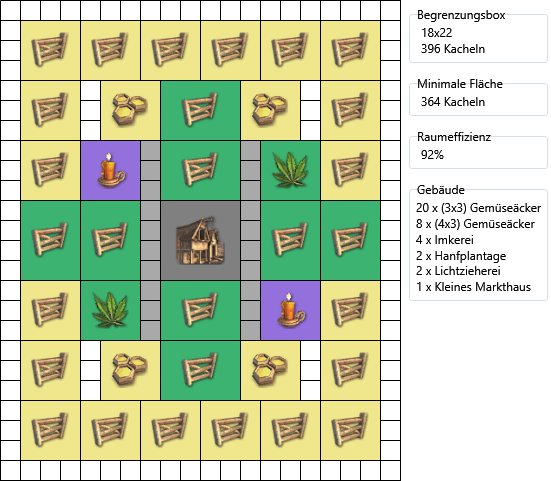 Begrenzungsbox
18x22
396 Kacheln
Minimale Fläche
364 Kacheln
Raumeffizienz
92%
Gebäude
20 x (3x3) Gemüseäcker
8 x (4x3) Gemüseäcker
4 x Imkerei
2 x Hanfplantage
2 x Lichtzieherei
1 x Kleines Markthaus